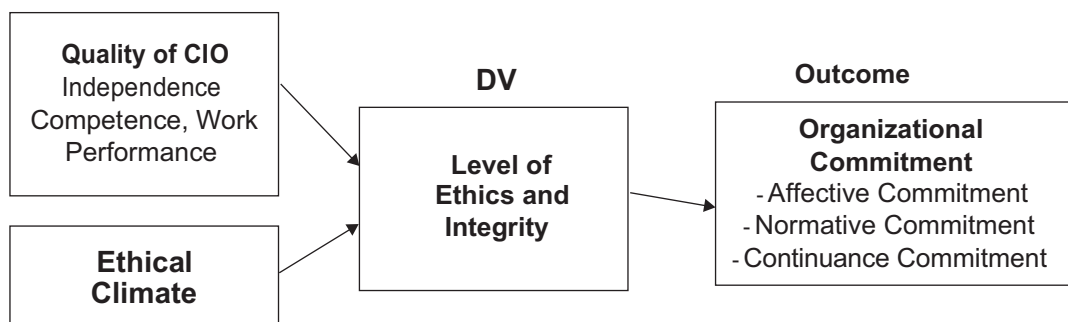 Quality of CIO
Independence
Competence, Work
Performance
Ethical
Climate
DV
Level of
Ethics and
Integrity
Outcome
Organizational
Commitment
- Affective Commitment
- Normative Commitment
- Continuance Commitment